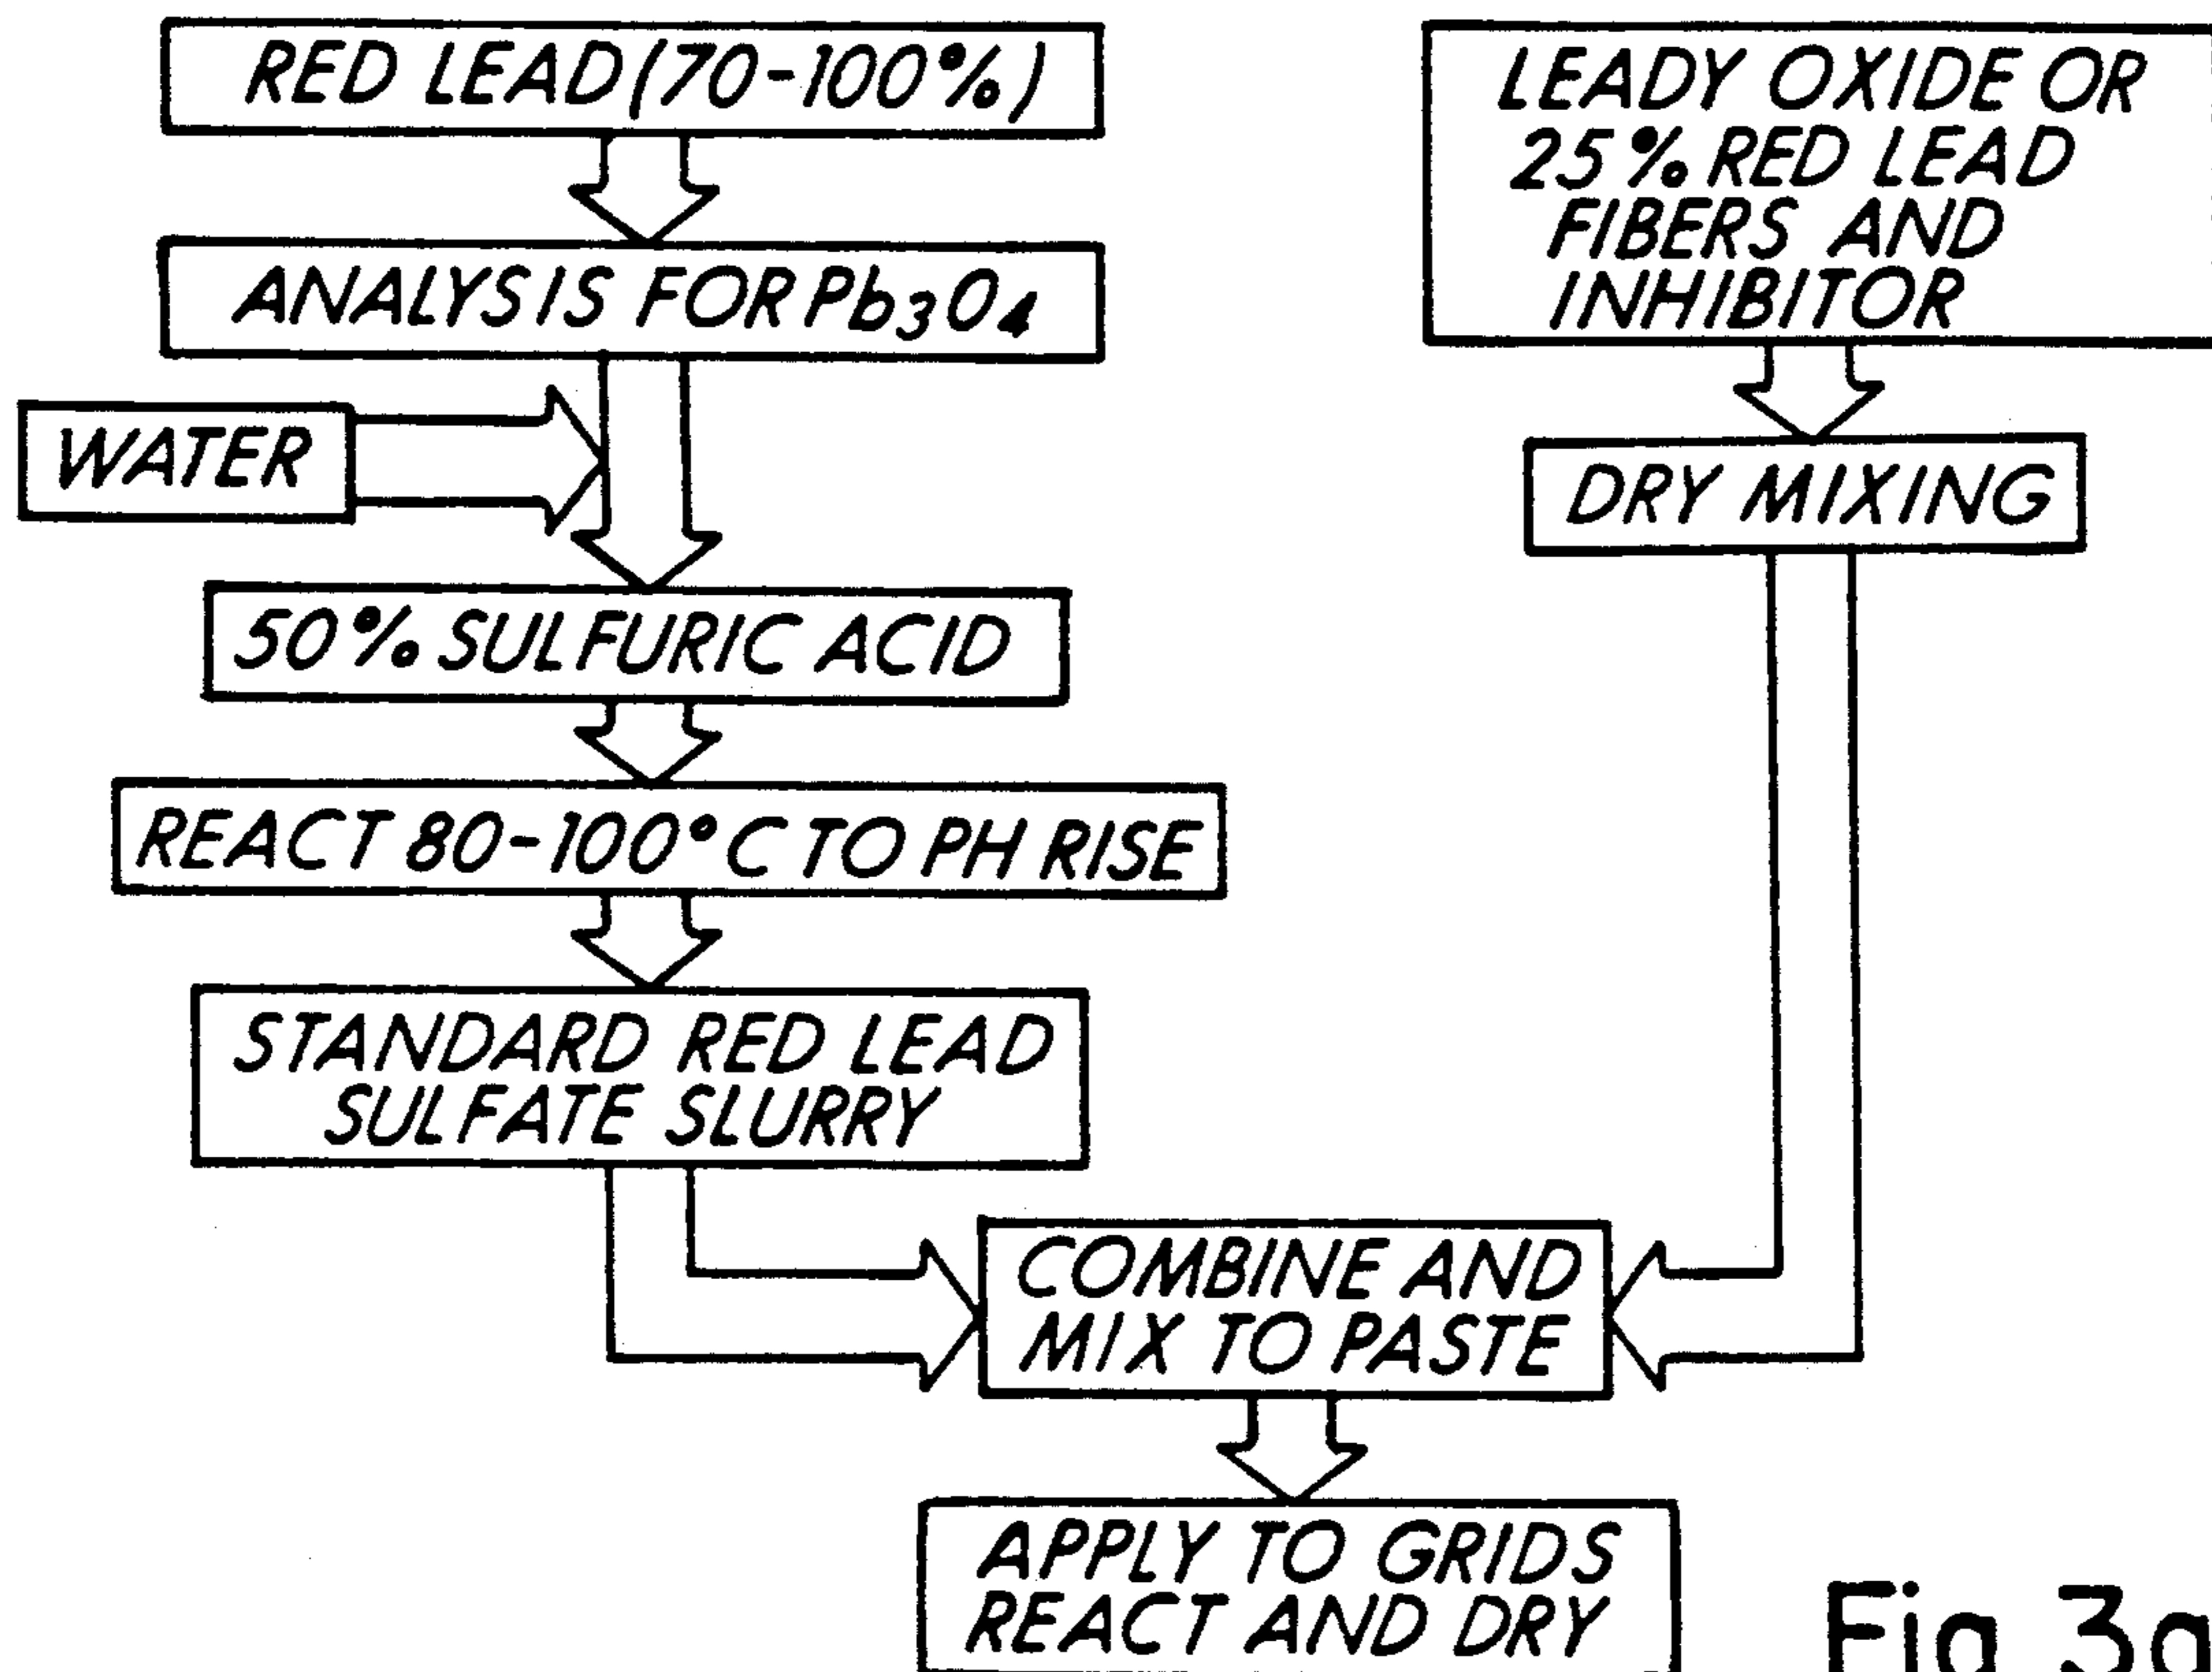 RED LEAD (70-100%)
ANALYSIS FOR Pb₃O₄
WATER
50% SULFURIC ACID
REACT 80-100°C TO PH RISE
STANDARD RED LEAD
SULFATE SLURRY
LEADY OXIDE OR
25% RED LEAD
FIBERS AND
INHIBITOR
DRY MIXING
COMBINE AND
MIX TO PASTE
APPLY TO GRIDS
REACT AND DRY
Fig 3a